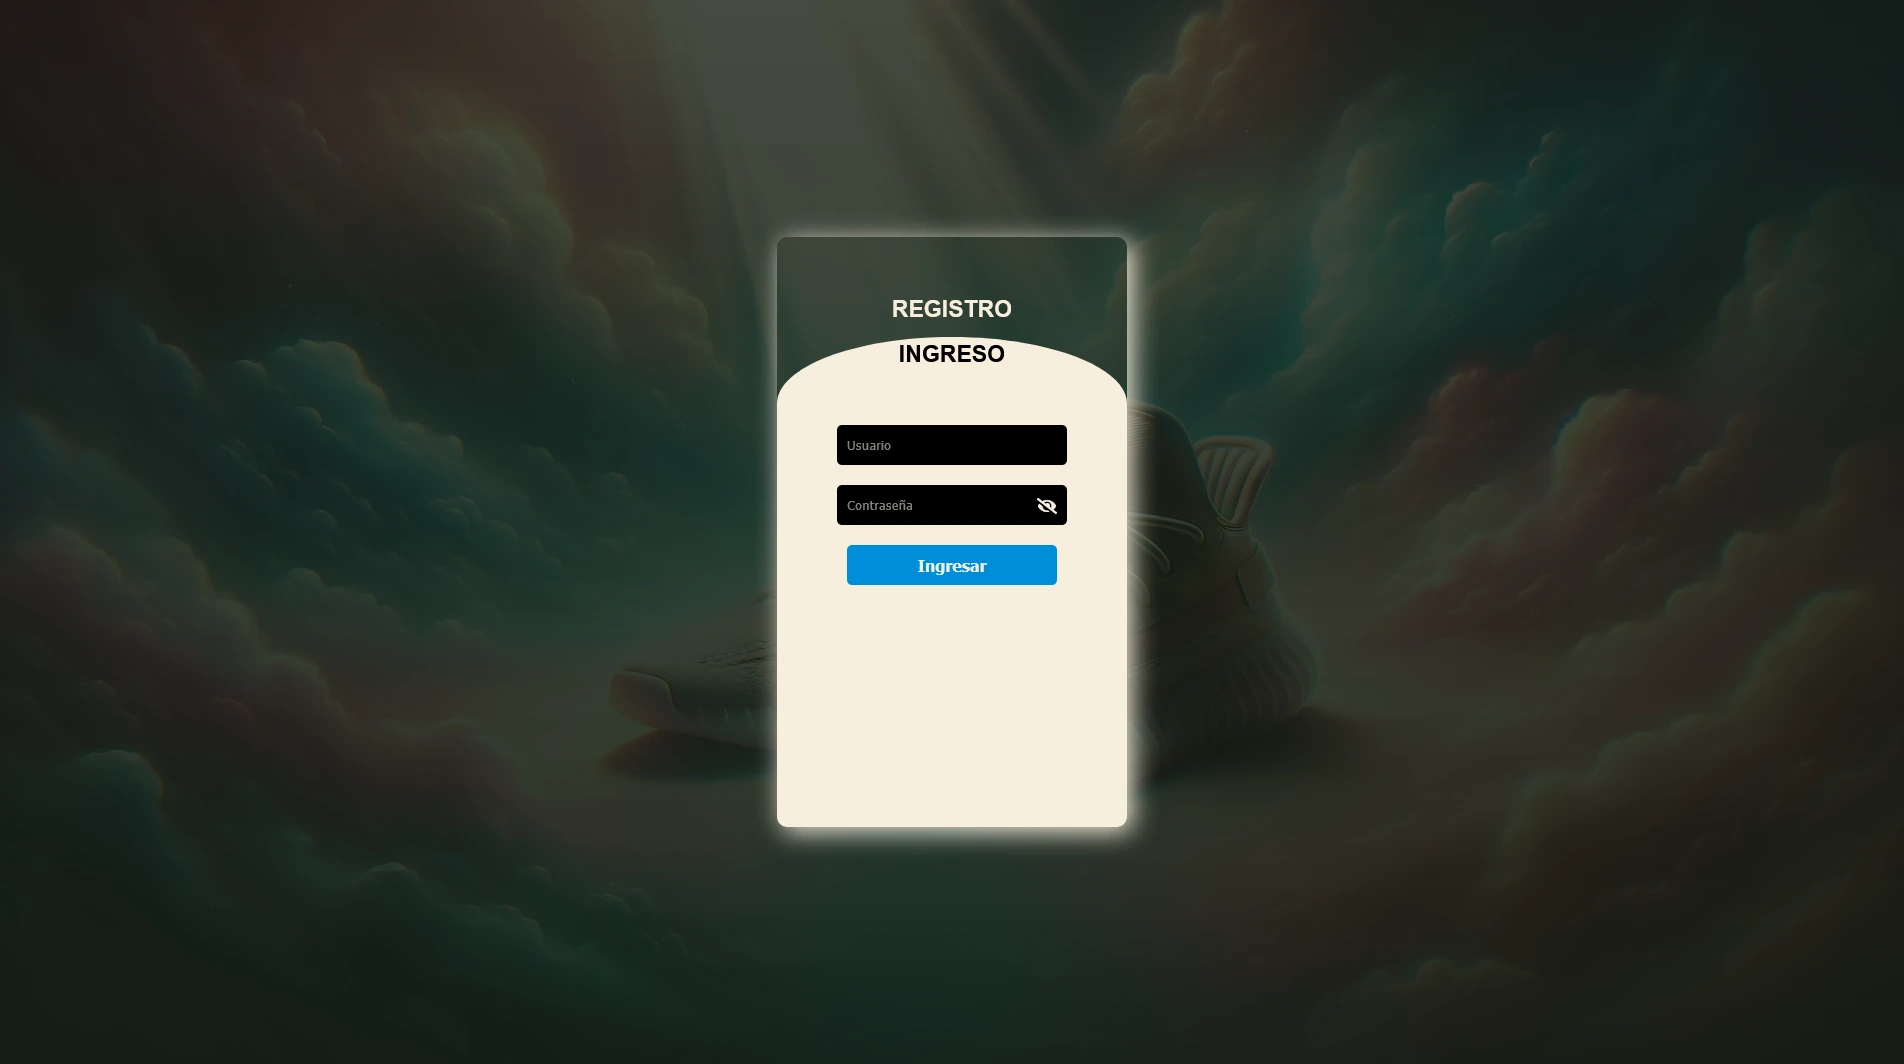 REGISTRO
INGRESO
Usuario
Contraseña
Ingresar